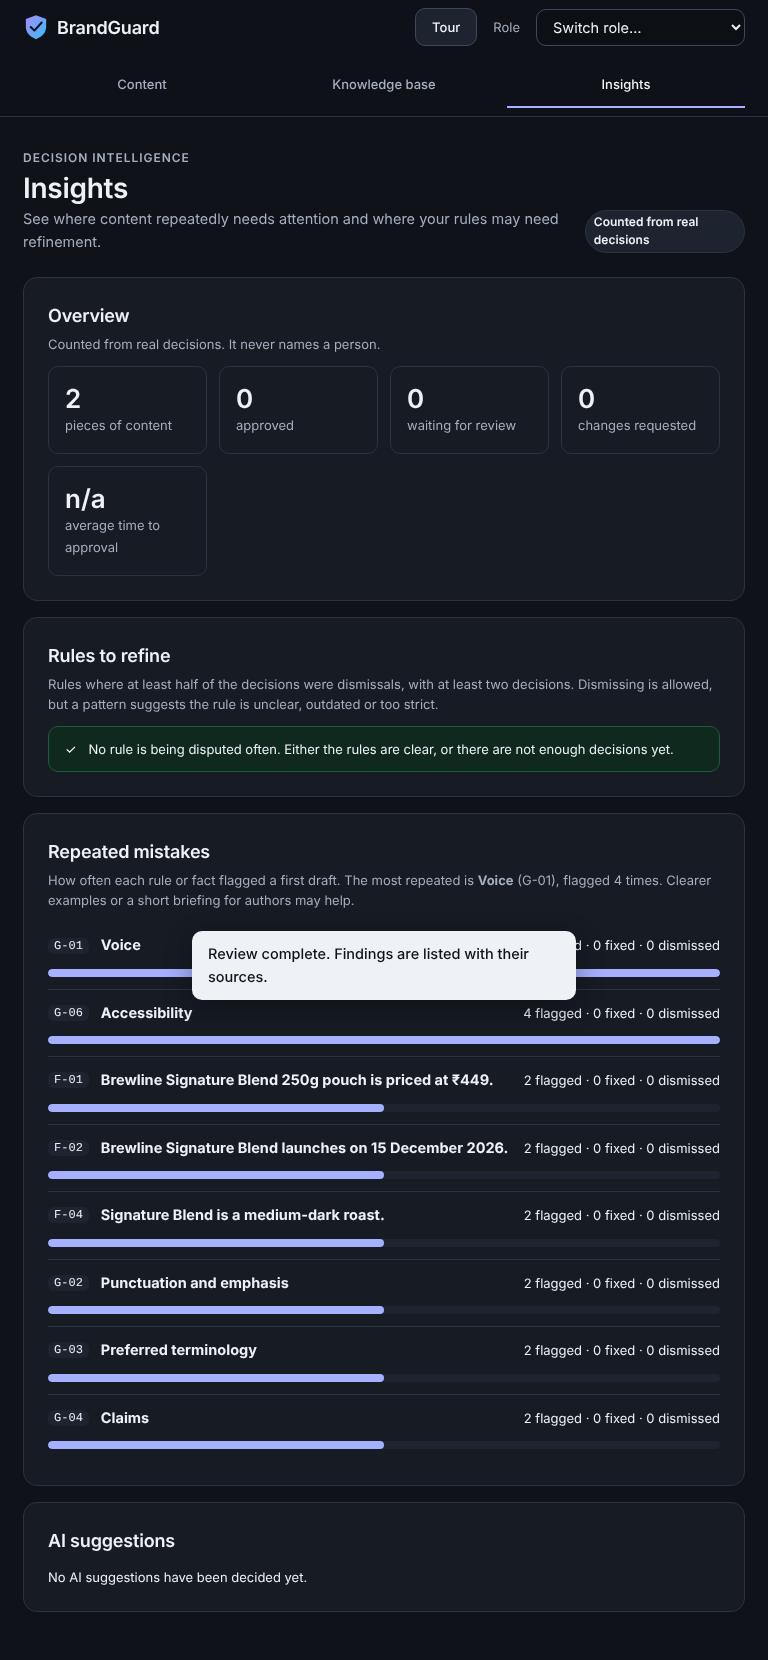 BrandGuard
Tour
Role
Switch role...
Content
Knowledge base
Insights
DECISION INTELLIGENCE
Insights
See where content repeatedly needs attention and where your rules may need
refinement.
Counted from real
decisions
Overview
Counted from real decisions. It never names a person.
2
pieces of content
0
approved
0
waiting for review
0
changes requested
n/a
average time to
approval
Rules to refine
Rules where at least half of the decisions were dismissals, with at least two decisions. Dismissing is allowed,
but a pattern suggests the rule is unclear, outdated or too strict.
✓ No rule is being disputed often. Either the rules are clear, or there are not enough decisions yet.
Repeated mistakes
How often each rule or fact flagged a first draft. The most repeated is Voice (G-01), flagged 4 times. Clearer
examples or a short briefing for authors may help.
G-01 Voice
· 0 fixed · 0 dismissed
Review complete. Findings are listed with their
sources.
G-06 Accessibility 4 flagged · 0 fixed · 0 dismissed
F-01 Brewline Signature Blend 250g pouch is priced at ₹449. 2 flagged · 0 fixed · 0 dismissed
F-02 Brewline Signature Blend launches on 15 December 2026. 2 flagged · 0 fixed · 0 dismissed
F-04 Signature Blend is a medium-dark roast. 2 flagged · 0 fixed · 0 dismissed
G-02 Punctuation and emphasis 2 flagged · 0 fixed · 0 dismissed
G-03 Preferred terminology 2 flagged · 0 fixed · 0 dismissed
G-04 Claims 2 flagged · 0 fixed · 0 dismissed
AI suggestions
No AI suggestions have been decided yet.